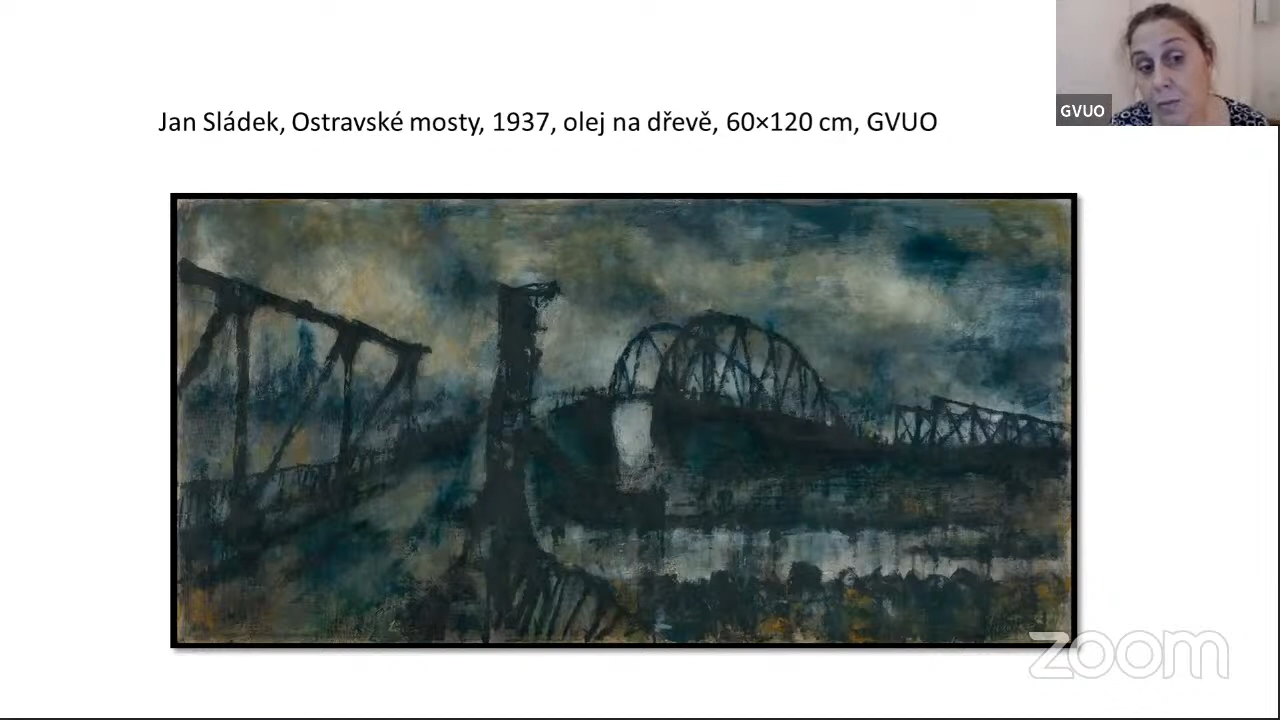 GVUO
Jan Sládek, Ostravské mosty, 1937, olej na dřevě, 60×120 cm, GVUO
zoom